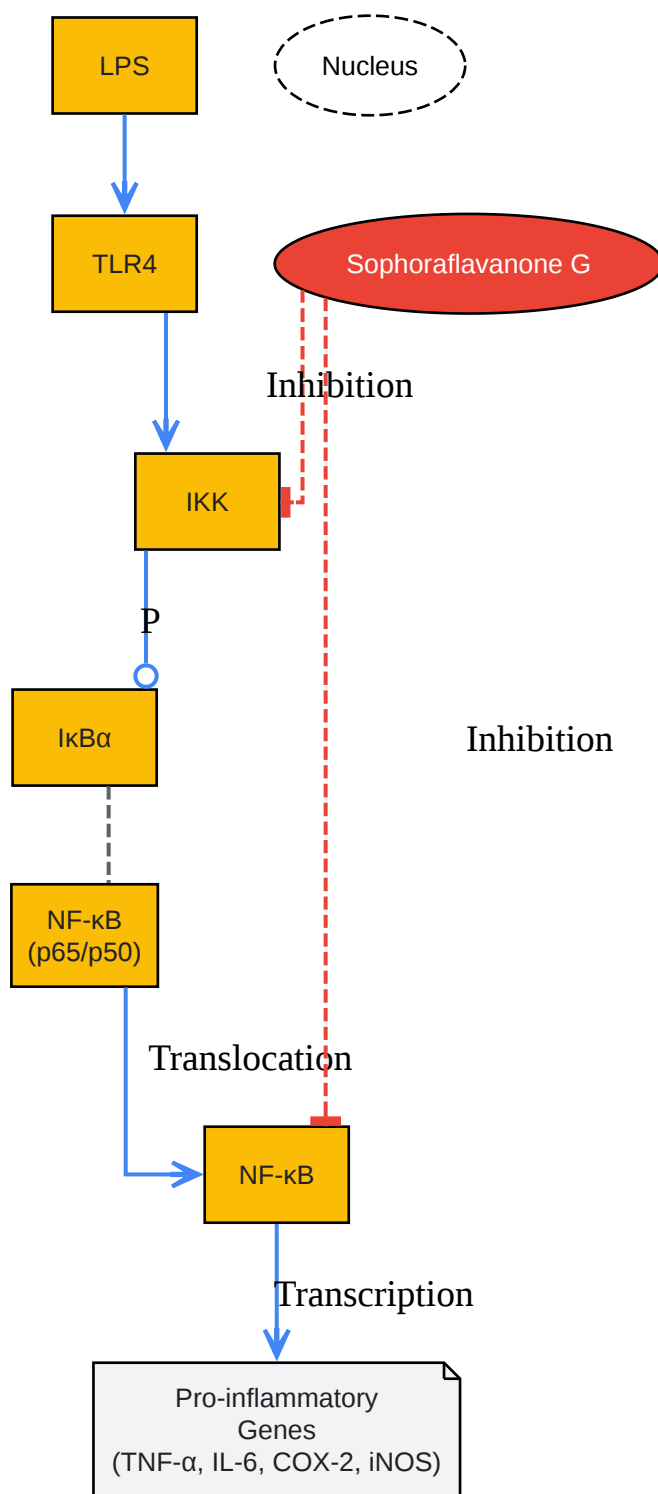 LPS
Nucleus
TLR4
Sophoraflavanone G
Inhibition
IKK
P
IκBα
Inhibition
NF-κB
(p65/p50)
Translocation
NF-κB
Transcription
Pro-inflammatory
Genes
(TNF-α, IL-6, COX-2, iNOS)